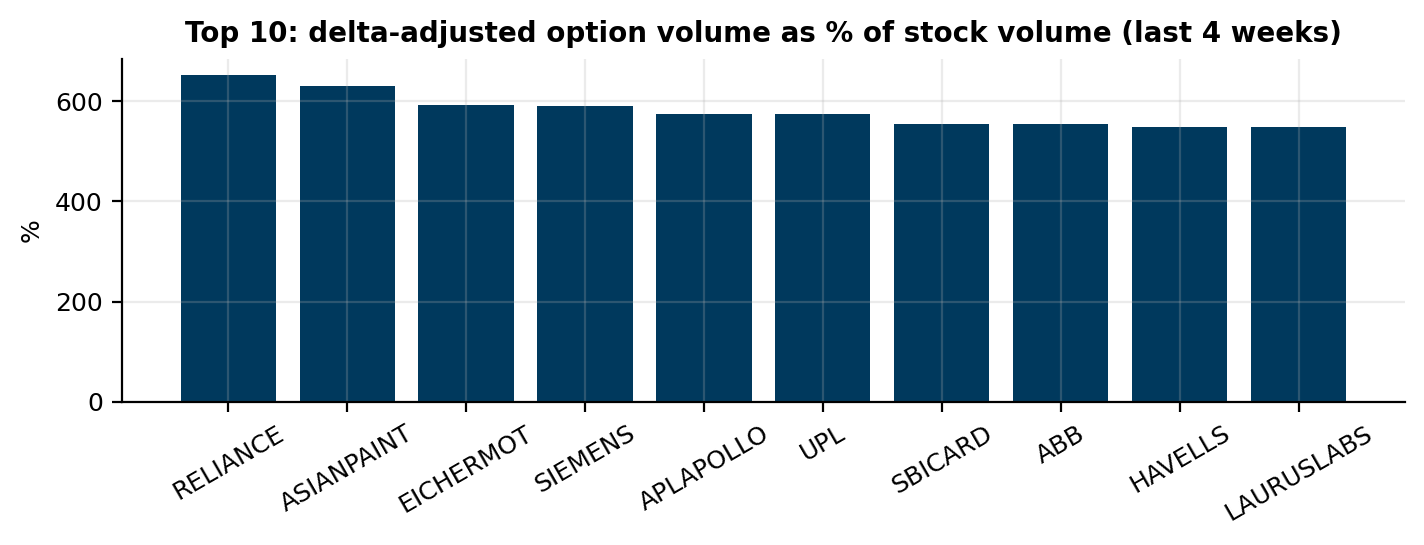 Top 10: delta-adjusted option volume as % of stock volume (last 4 weeks)
%
600
400
200
0
RELIANCE
ASIANPAINT
EICHERMOT
SIEMENS
APLAPOLLO
UPL
SBICARD
ABB
HAVELLS
LAURUSLABS